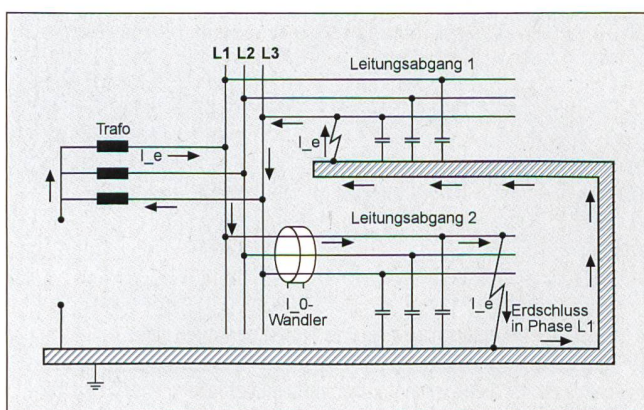 L1 L2 L3
Leitungsabgang 1
Trafo
I_e
I_e
Leitungsabgang 2
I_0-
Wandler
I_e
Erdschluss
in Phase L1